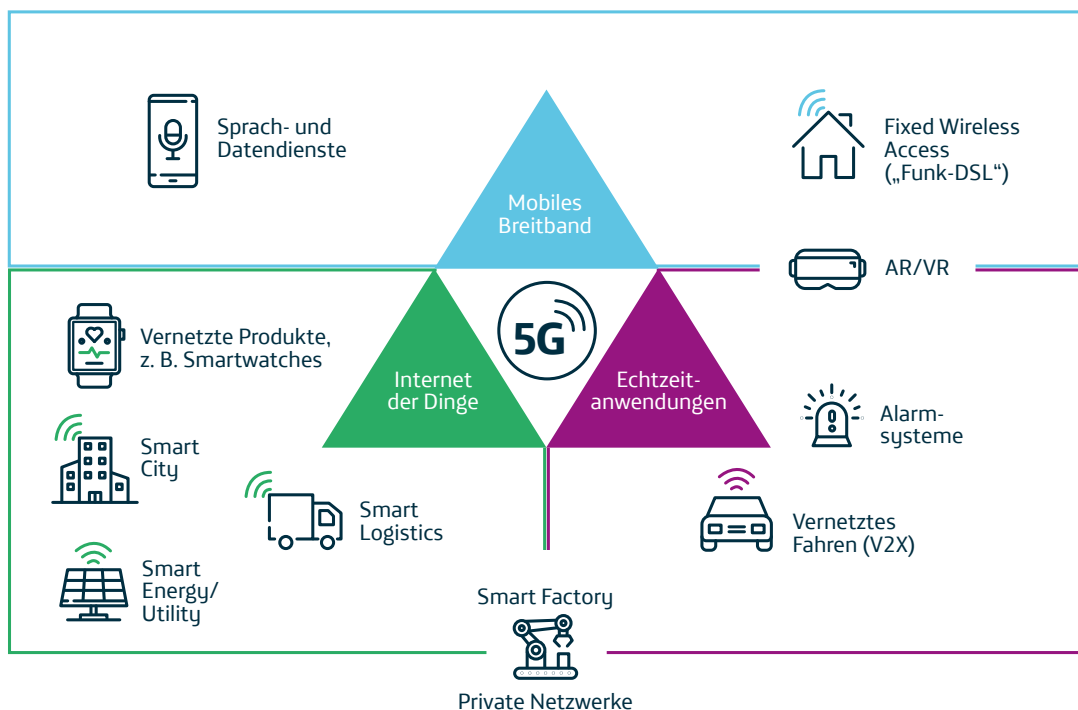 Sprach- und
Datendienste
Mobiles
Breitband
Fixed Wireless
Access
(„Funk-DSL“)
AR/VR
Vernetzte Produkte,
z. B. Smartwatches
Internet
der Dinge
5G
Echtzeit-
anwendungen
Alarm-
systeme
Smart
City
Smart
Logistics
Vernetztes
Fahren (V2X)
Smart
Energy/
Utility
Smart Factory
Private Netzwerke